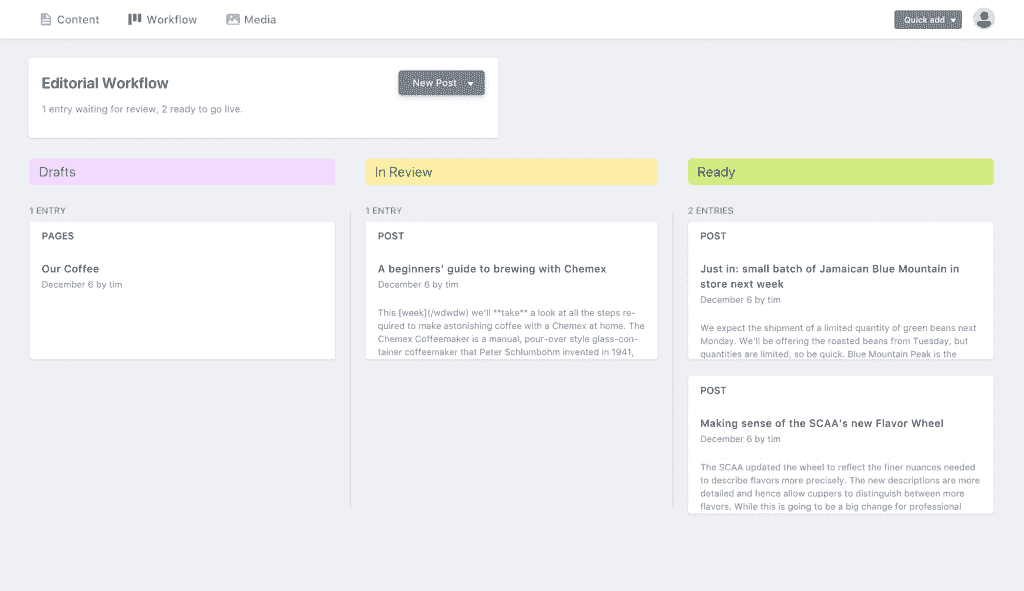 Content
Workflow
Media
Quick add
Editorial Workflow
New Post
1 entry waiting for review, 2 ready to go live.
Drafts
1 ENTRY
PAGES
Our Coffee
December 6 by tim
In Review
1 ENTRY
POST
A beginners’ guide to brewing with Chemex
December 6 by tim
This [week](/wdwdw) we’ll **take** a look at all the steps re-
quired to make astonishing coffee with a Chemex at home. The
Chemex Coffeemaker is a manual, pour-over style glass-con-
tainer coffeemaker that Peter Schlumbohm invented in 1941,
Ready
2 ENTRIES
POST
Just in: small batch of Jamaican Blue Mountain in
store next week
December 6 by tim
We expect the shipment of a limited quantity of green beans next
Monday. We’ll be offering the roasted beans from Tuesday, but
quantities are limited, so be quick. Blue Mountain Peak is the
POST
Making sense of the SCAA’s new Flavor Wheel
December 6 by tim
The SCAA updated the wheel to reflect the finer nuances needed
to describe flavors more precisely. The new descriptions are more
detailed and hence allow cuppers to distinguish between more
flavors. While this is going to be a big change for professional